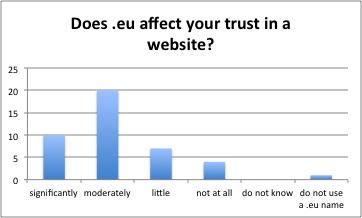 Does .eu affect your trust in a
website?
25
20
15
10
5
0
significantly moderately little not at all do not know do not use
a .eu name